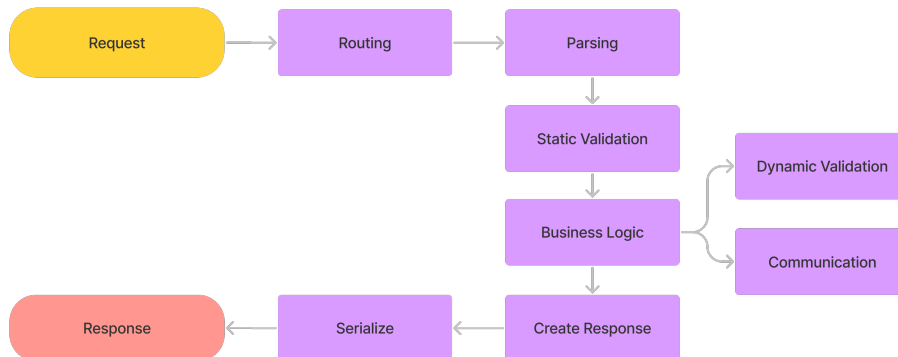 Request
Routing
Parsing
Static Validation
Dynamic Validation
Business Logic
Communication
Response
Serialize
Create Response